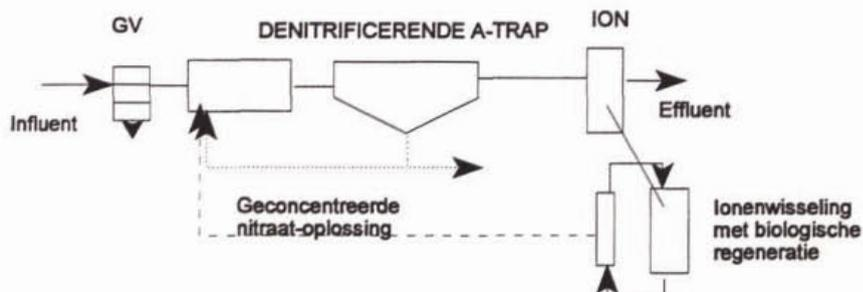 GV
DENITRIFICERENDE A-TRAP
ION
Influent
Effluent
Geconcentreerde
nitraat-oplossing
Ionenwisseling
met biologische
regeneratie